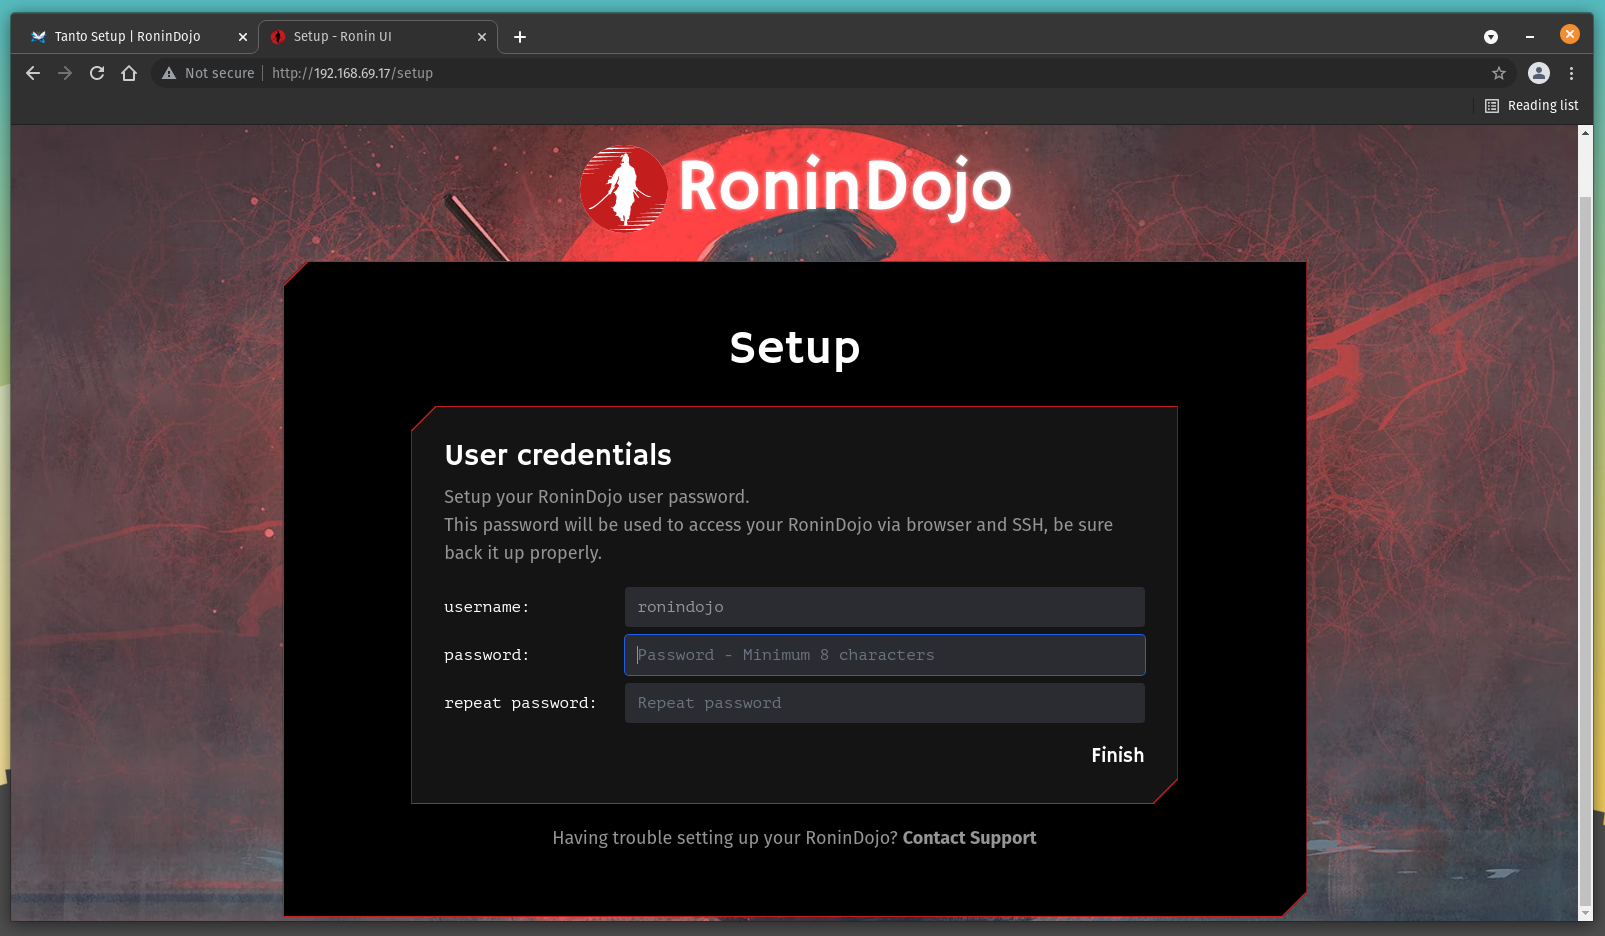 Tanto Setup | RoninDojo
Setup - Ronin UI
Not secure
http://192.168.69.17/setup
Reading list
RoninDojo
Setup
User credentials
Setup your RoninDojo user password.
This password will be used to access your RoninDojo via browser and SSH, be sure
back it up properly.
username: ronindojo
password: Password - Minimum 8 characters
repeat password: Repeat password
Finish
Having trouble setting up your RoninDojo? Contact Support